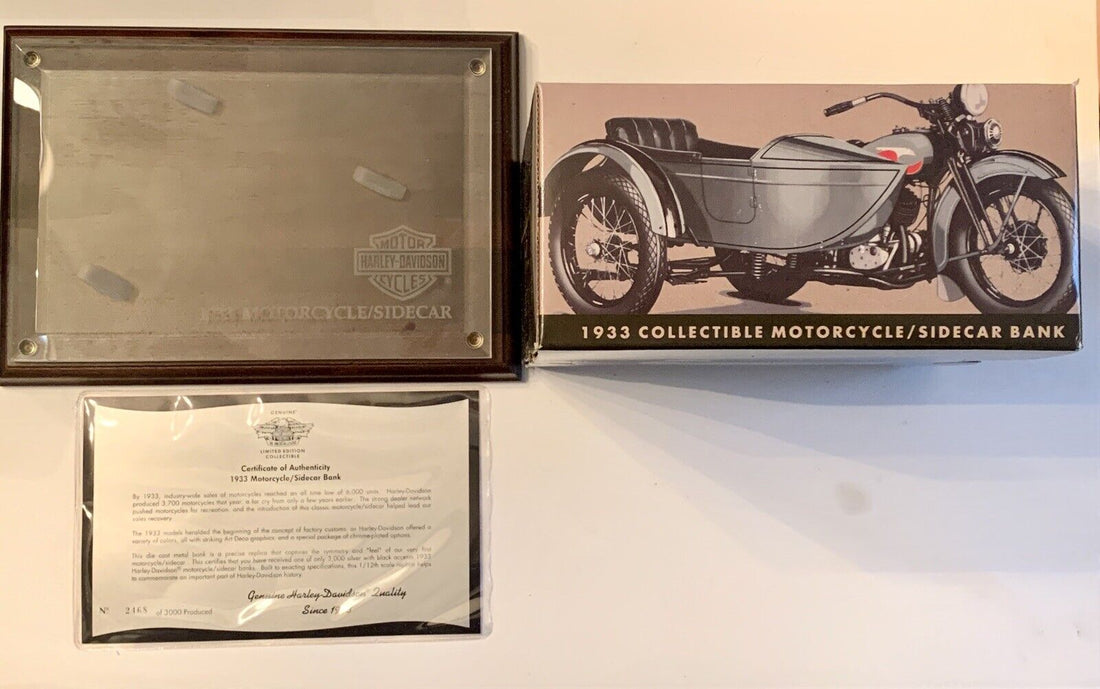 MOTOR
HARLEY-DAVIDSON
CYCLES
1933 MOTORCYCLE/SIDECAR
1933 COLLECTIBLE MOTORCYCLE/SIDECAR BANK
GENUINE
LIMITED EDITION
COLLECTIBLE
Certificate of Authenticity
1933 Motorcycle/Sidecar Bank
By 1933, industry-wide sales of motorcycles reached an all time low of 6,000 units. Harley-Davidson
produced 3,700 motorcycles that year, a far cry from only a few years earlier. The strong dealer network
pushed motorcycles for recreation, and the introduction of this classic motorcycle/sidecar helped lead our
sales recovery.
The 1933 models heralded the beginning of the concept of factory customs, as Harley-Davidson offered a
variety of colors, all with striking Art Deco graphics, and a special package of chrome-plated options.
This die cast metal bank is a precise replica that captures the symmetry and "feel" of our very first
motorcycle/sidecar. This certifies that you have received one of only 3,000 silver with black accents 1933
Harley-Davidson® motorcycle/sidecar banks. Built to exacting specifications, this 1/12th scale replica helps
to commemorate an important part of Harley-Davidson history.
Genuine Harley-Davidson Quality
Since
Nº 2468 of 3000 Produced